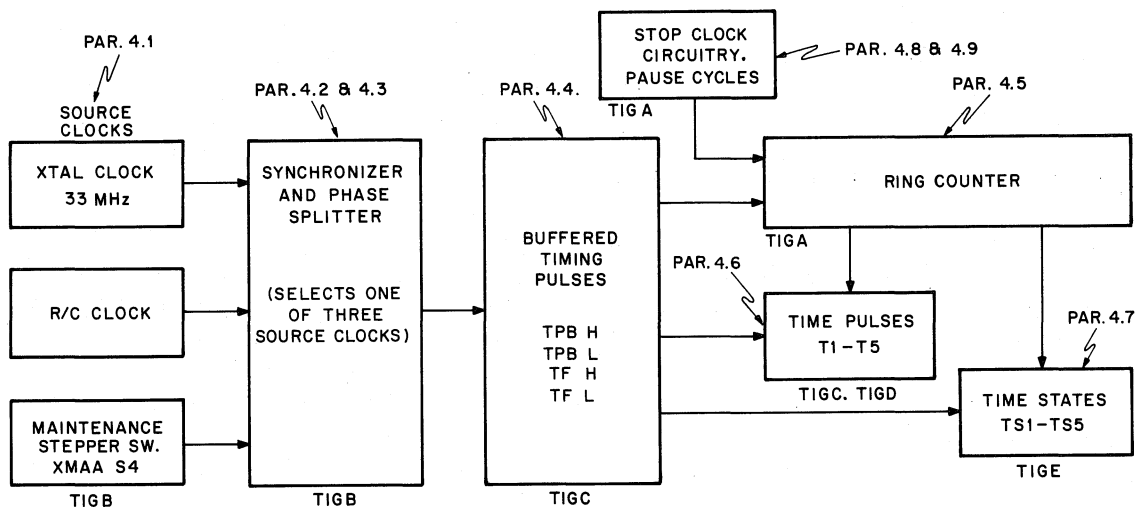 PAR. 4.1
SOURCE
CLOCKS
XTAL CLOCK
33 MHz
R/C CLOCK
MAINTENANCE
STEPPER SW.
XMAA S4
TIGB
PAR. 4.2 & 4.3
SYNCHRONIZER
AND PHASE
SPLITTER
(SELECTS ONE
OF THREE
SOURCE CLOCKS)
TIGB
PAR. 4.4.
BUFFERED
TIMING
PULSES
TPB H
TPB L
TF H
TF L
TIGC
STOP CLOCK
CIRCUITRY.
PAUSE CYCLES
TIGA
PAR. 4.8 & 4.9
PAR. 4.5
RING COUNTER
TIGA
PAR. 4.6
TIME PULSES
T1–T5
TIGC. TIGD
PAR. 4.7
TIME STATES
TS1–TS5
TIGE